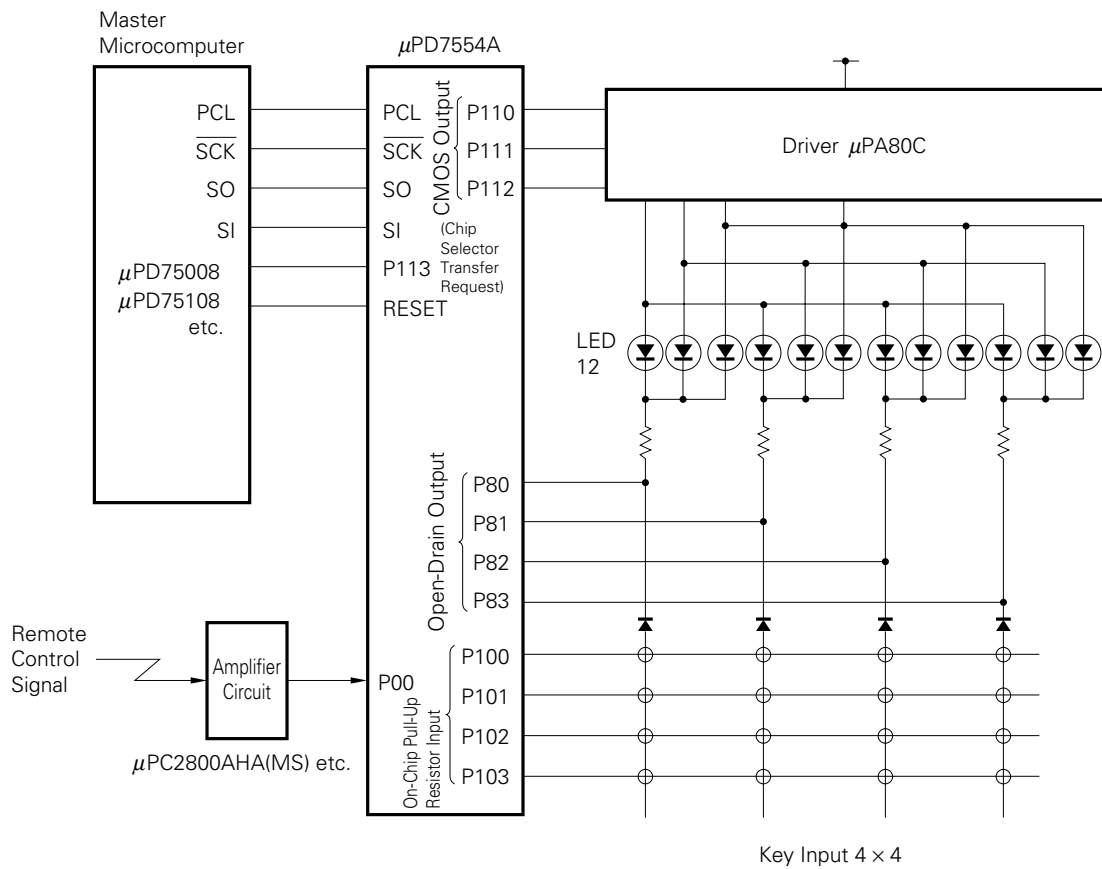 Master
Microcomputer
PCL
SCK
SO
SI
μPD75008
μPD75108
etc.
μPD7554A
PCL
SCK
SO
SI
P113
RESET
CMOS Output
P110
P111
P112
(Chip
Selector
Transfer
Request)
Driver μPA80C
LED
12
Open-Drain Output
P80
P81
P82
P83
Remote
Control
Signal
Amplifier
Circuit
μPC2800AHA(MS) etc.
P00
On-Chip Pull-Up
Resistor Input
P100
P101
P102
P103
Key Input 4 × 4